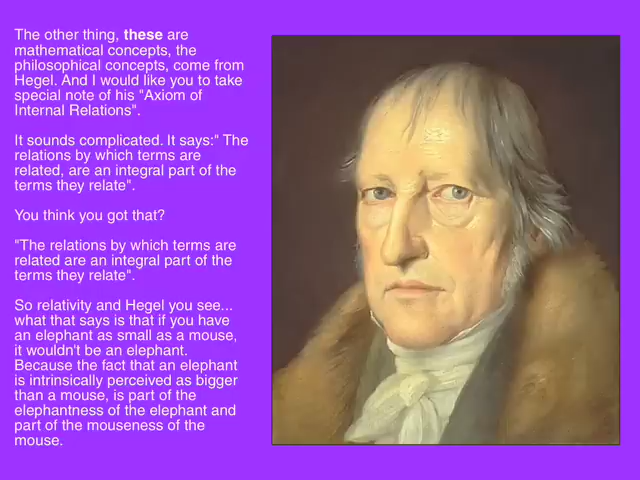 The other thing, these are
mathematical concepts, the
philosophical concepts, come from
Hegel. And I would like you to take
special note of his "Axiom of
Internal Relations".
It sounds complicated. It says:" The
relations by which terms are
related, are an integral part of the
terms they relate".
You think you got that?
"The relations by which terms are
related are an integral part of the
terms they relate".
So relativity and Hegel you see...
what that says is that if you have
an elephant as small as a mouse,
it wouldn't be an elephant.
Because the fact that an elephant
is intrinsically perceived as bigger
than a mouse, is part of the
elephantness of the elephant and
part of the mouseness of the
mouse.